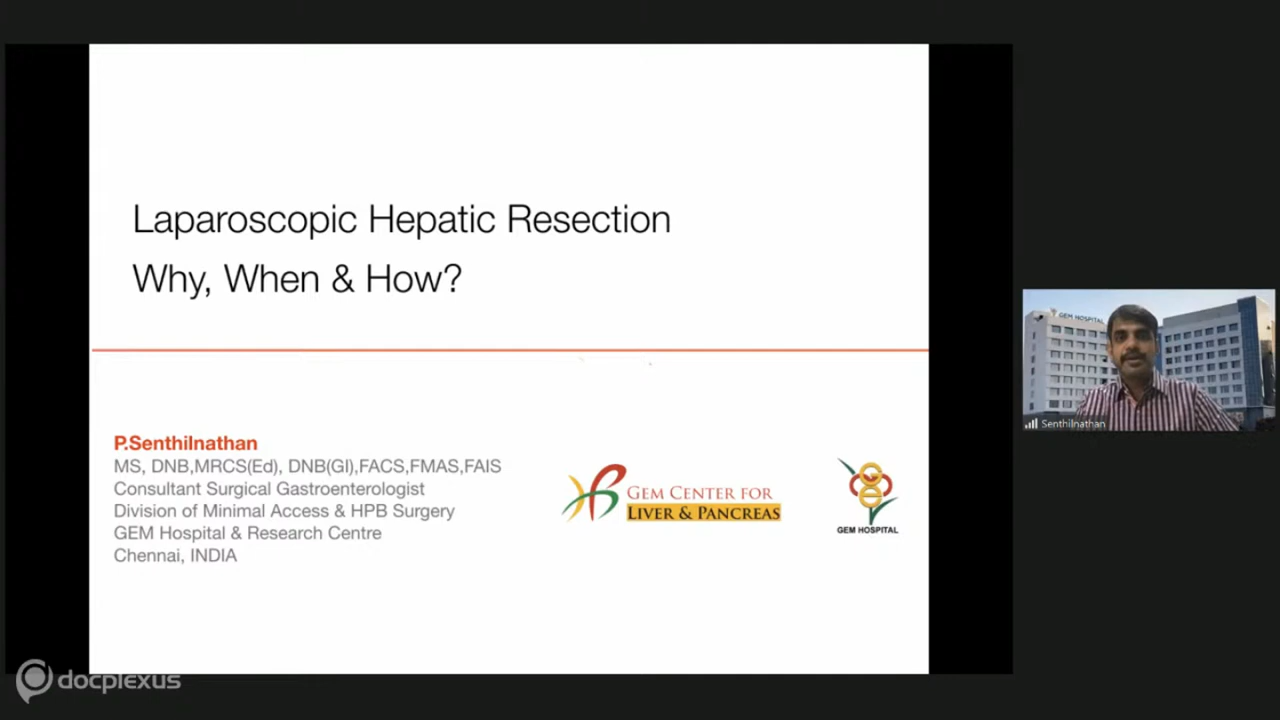 Laparoscopic Hepatic Resection
Why, When & How?
P.Senthilnathan
MS, DNB,MRCS(Ed), DNB(GI),FACS,FMAS,FAIS
Consultant Surgical Gastroenterologist
Division of Minimal Access & HPB Surgery
GEM Hospital & Research Centre
Chennai, INDIA
GEM CENTER FOR
LIVER & PANCREAS
GEM HOSPITAL
GEM HOSPITAL
Senthilnathan
docplexus